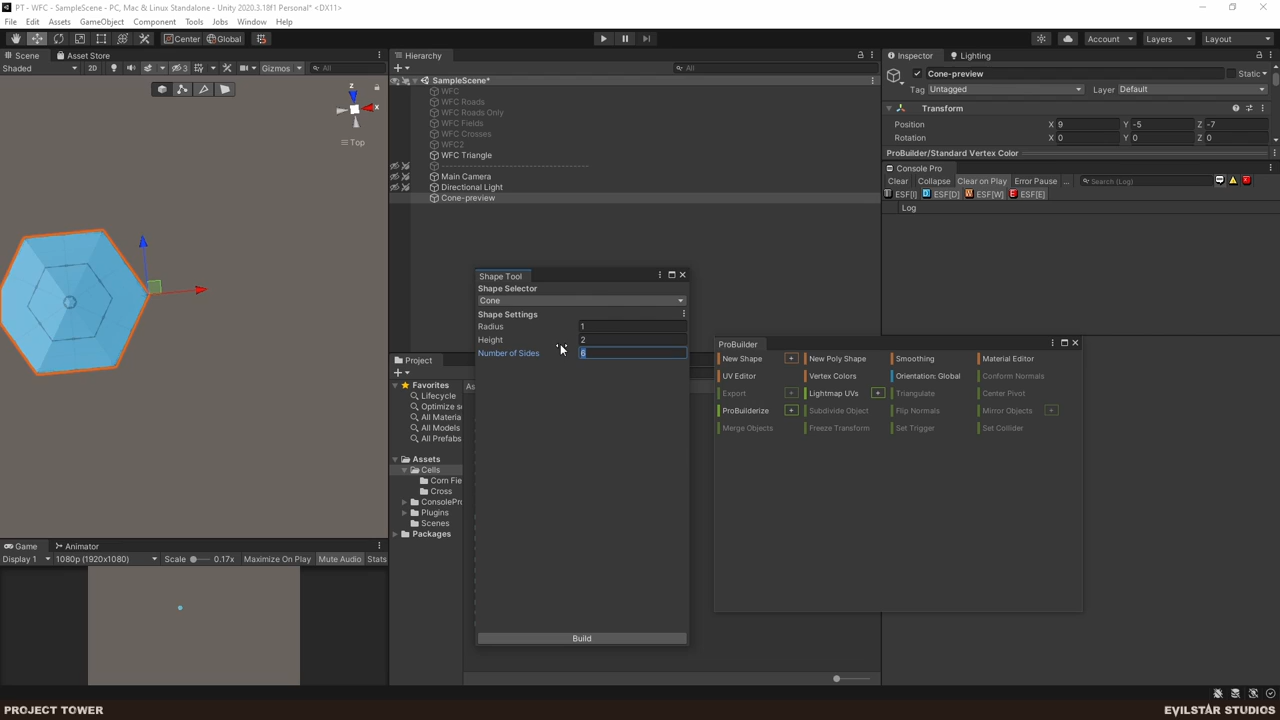 PT - WFC - SampleScene - PC, Mac & Linux Standalone - Unity 2020.3.18f1 Personal* <DX11>
File Edit Assets GameObject Component Tools Jobs Window Help
Center Global Account Layers Layout
Scene Asset Store
Shaded 2D 3 Gizmos All
z
x
Top
Game Animator
Display 1 1080p (1920x1080) Scale 0.17x Maximize On Play Mute Audio Stats
Hierarchy
+ All
SampleScene*
WFC
WFC Roads
WFC Roads Only
WFC Fields
WFC Crosses
WFC2
WFC Triangle
Main Camera
Directional Light
Cone-preview
Project
+
Favorites
Lifecycle
Optimize s
All Materia
All Models
All Prefabs
Assets
Cells
Corn Fie
Cross
ConsolePr
Plugins
Scenes
Packages
As
Shape Tool
Shape Selector
Cone
Shape Settings
Radius 1
Height 2
Number of Sides 6
Build
ProBuilder
New Shape + New Poly Shape Smoothing Material Editor
UV Editor Vertex Colors Orientation: Global Conform Normals
Export + Lightmap UVs + Triangulate Center Pivot
ProBuilderize + Subdivide Object Flip Normals Mirror Objects +
Merge Objects Freeze Transform Set Trigger Set Collider
Inspector Lighting
Cone-preview Static
Tag Untagged Layer Default
Transform
Position X 9 Y -5 Z -7
Rotation X 0 Y 0 Z 0
ProBuilder/Standard Vertex Color
Console Pro
Clear Collapse Clear on Play Error Pause ... Search (Log)
ESF[I] ESF[D] ESF[W] ESF[E]
Log
PROJECT TOWER
EVILSTAR STUDIOS